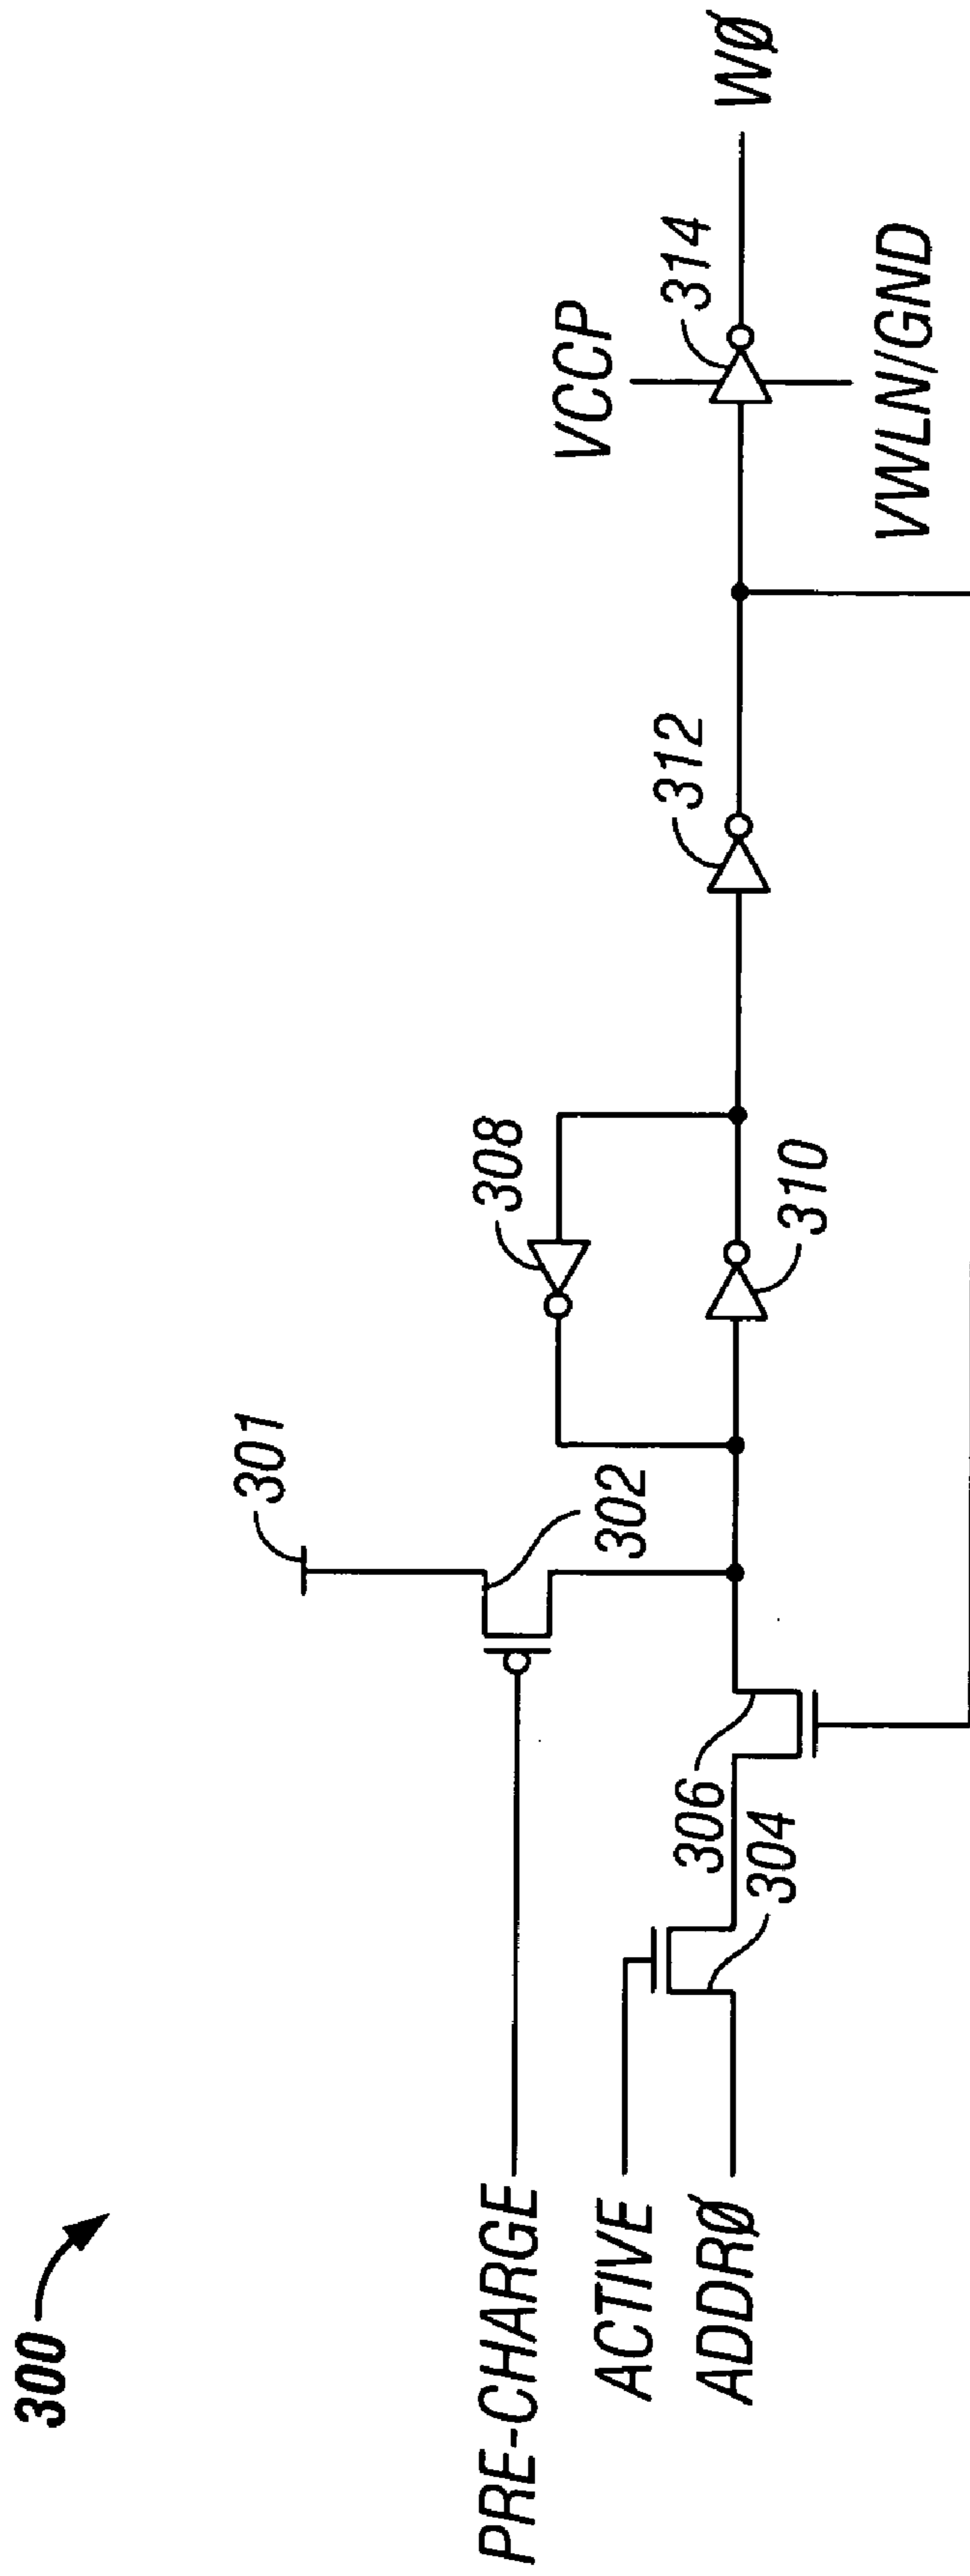 300
301
PRE-CHARGE
302
308
VCCP
ACTIVE
312
314
306
ADDRØ
304
310
WØ
VWLN/GND